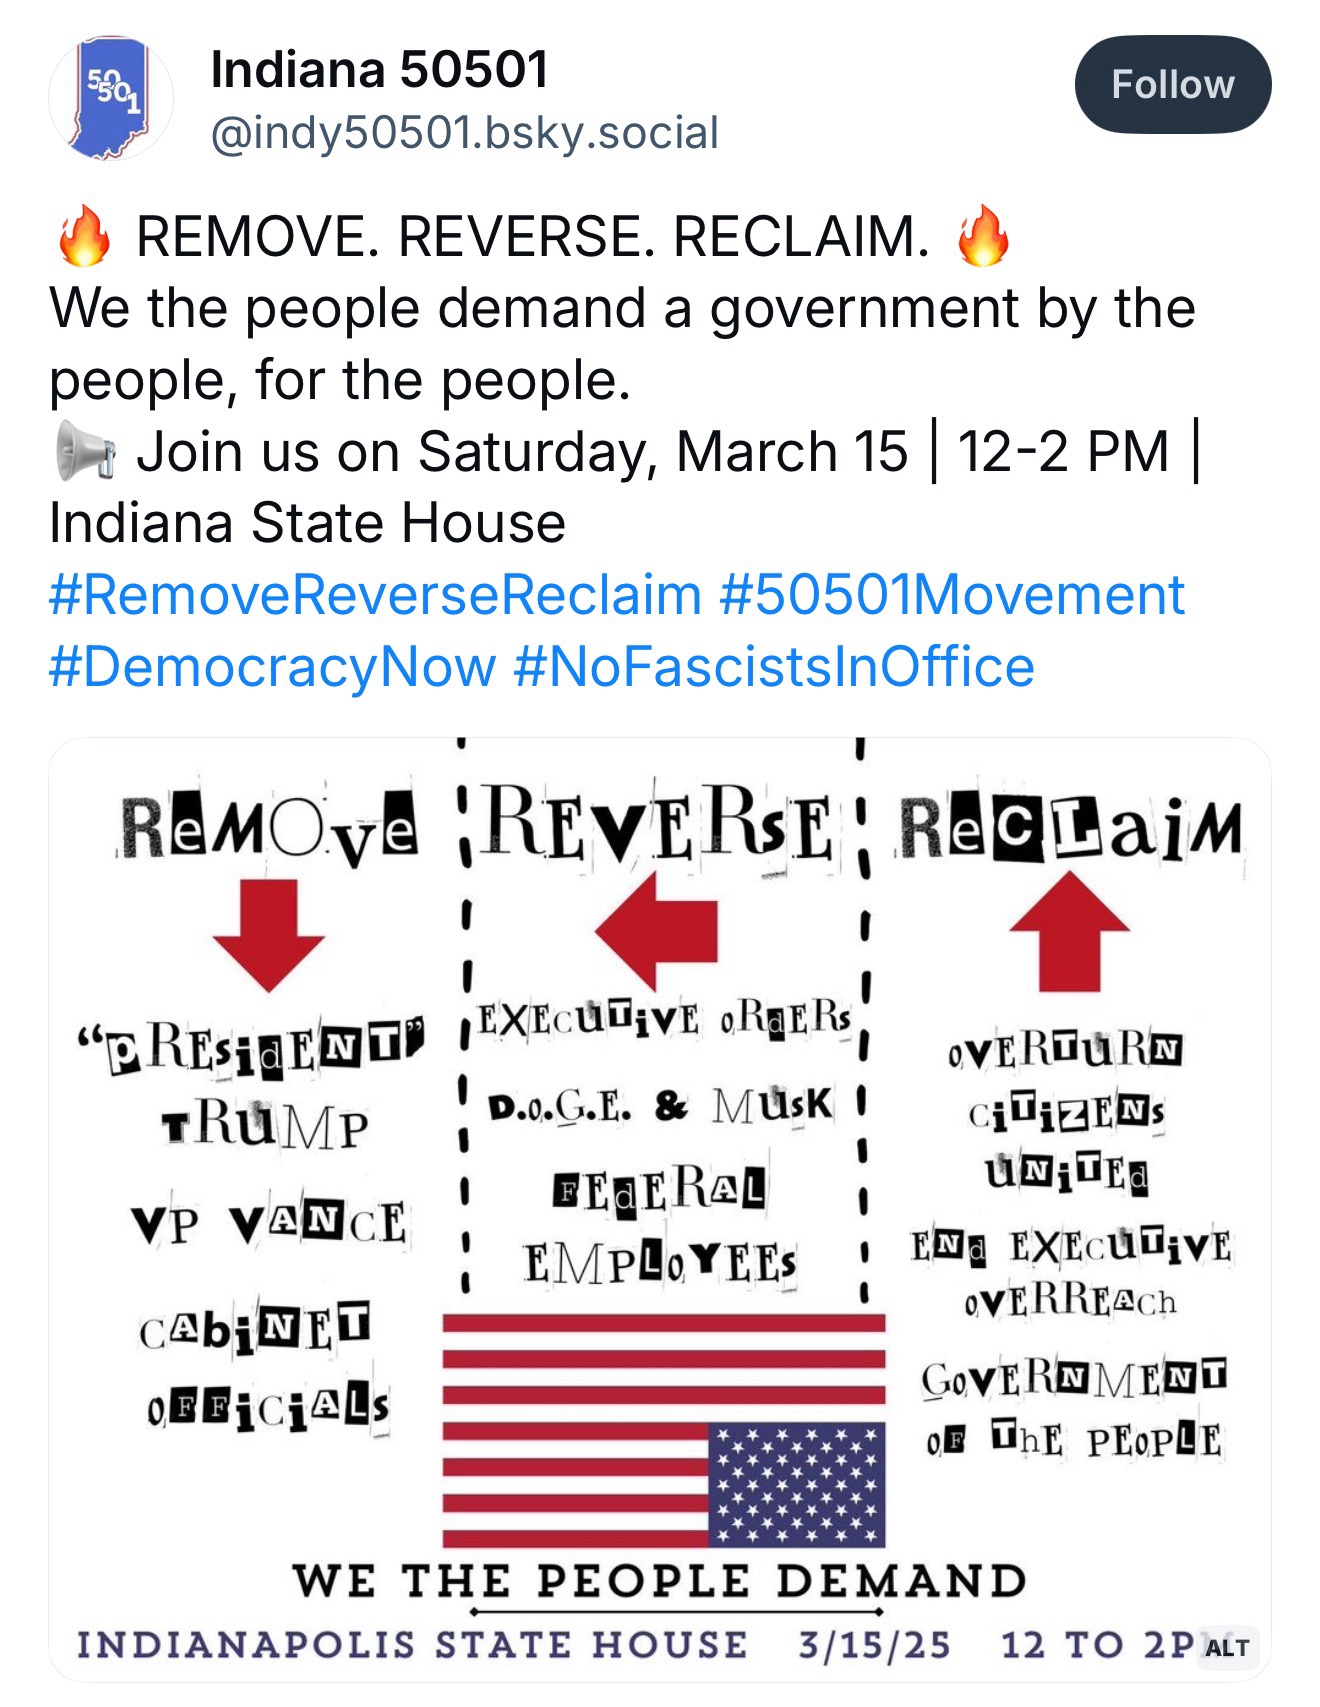 50
501
Indiana 50501
@indy50501.bsky.social
Follow
🔥 REMOVE. REVERSE. RECLAIM. 🔥
We the people demand a government by the
people, for the people.
📢 Join us on Saturday, March 15 | 12-2 PM |
Indiana State House
#RemoveReverseReclaim #50501Movement
#DemocracyNow #NoFascistsInOffice
ReMOve
"pREsidENT"
TRuMP
VP VANcE
cAbiNET
oFFiciALs
REVERsE
EXEcuTiVE oRdERs
D.o.G.E. & MusK
FEdERAL
EMPLoYEEs
ReCLaiM
oVERTuRN
ciTiZENs
uNiTEd
ENd EXEcuTiVE
oVERREAch
GoVERNMENT
oF ThE PEoPLE
WE THE PEOPLE DEMAND
INDIANAPOLIS STATE HOUSE 3/15/25 12 TO 2PM
ALT